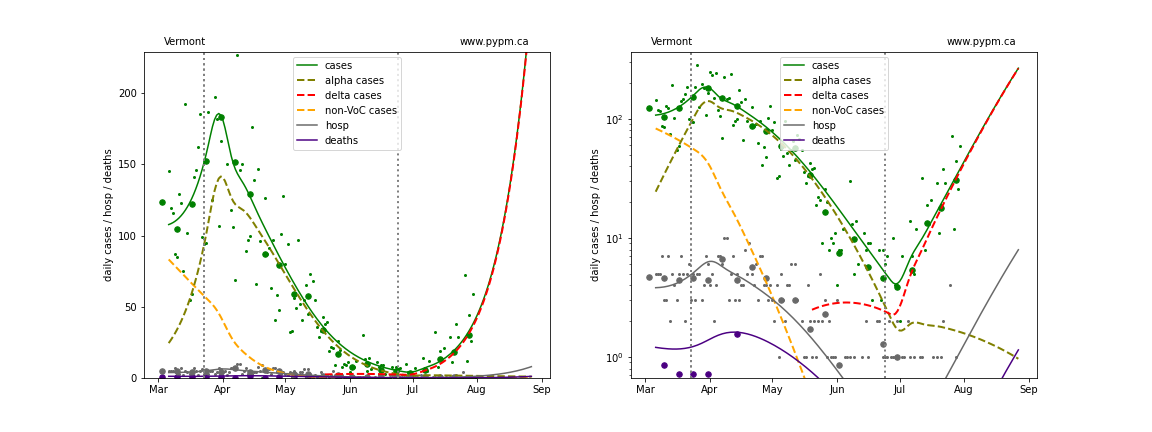 Vermont www.pypm.ca
cases
alpha cases
delta cases
non-VoC cases
hosp
deaths
daily cases / hosp / deaths
200
150
100
50
0
Mar Apr May Jun Jul Aug Sep
Vermont www.pypm.ca
cases
alpha cases
delta cases
non-VoC cases
hosp
deaths
daily cases / hosp / deaths
10²
10¹
10⁰
Mar Apr May Jun Jul Aug Sep